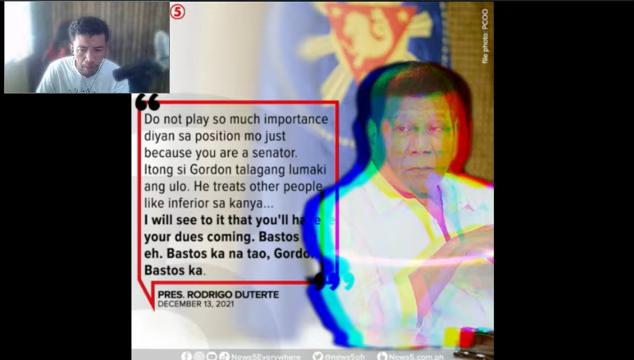 5
file photo: PCOO
Do not play so much importance
diyan sa position mo just
because you are a senator.
Itong si Gordon talagang lumaki
ang ulo. He treats other people
like inferior sa kanya...
I will see to it that you'll have
your dues coming. Bastos
eh. Bastos ka na tao, Gordon
Bastos ka.
PRES. RODRIGO DUTERTE
DECEMBER 13, 2021
News5Everywhere @news5ph News5.com.ph